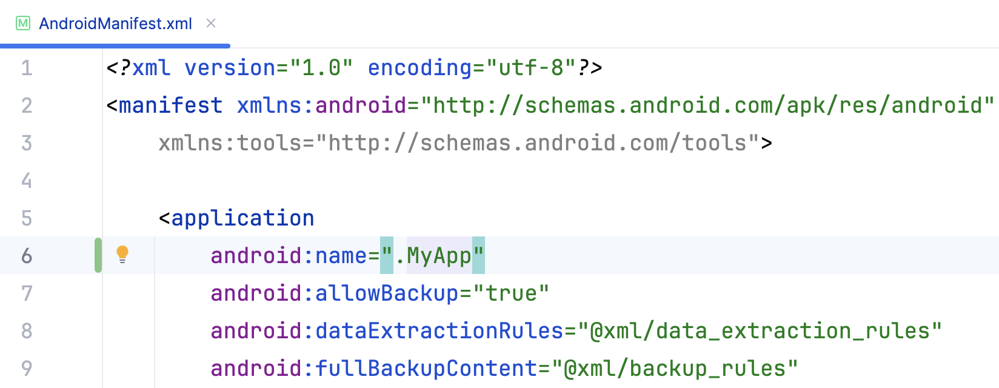 M AndroidManifest.xml ×
1 <?xml version="1.0" encoding="utf-8"?>
2 <manifest xmlns:android="http://schemas.android.com/apk/res/android"
3     xmlns:tools="http://schemas.android.com/tools">
4
5     <application
6         android:name=".MyApp"
7         android:allowBackup="true"
8         android:dataExtractionRules="@xml/data_extraction_rules"
9         android:fullBackupContent="@xml/backup_rules"